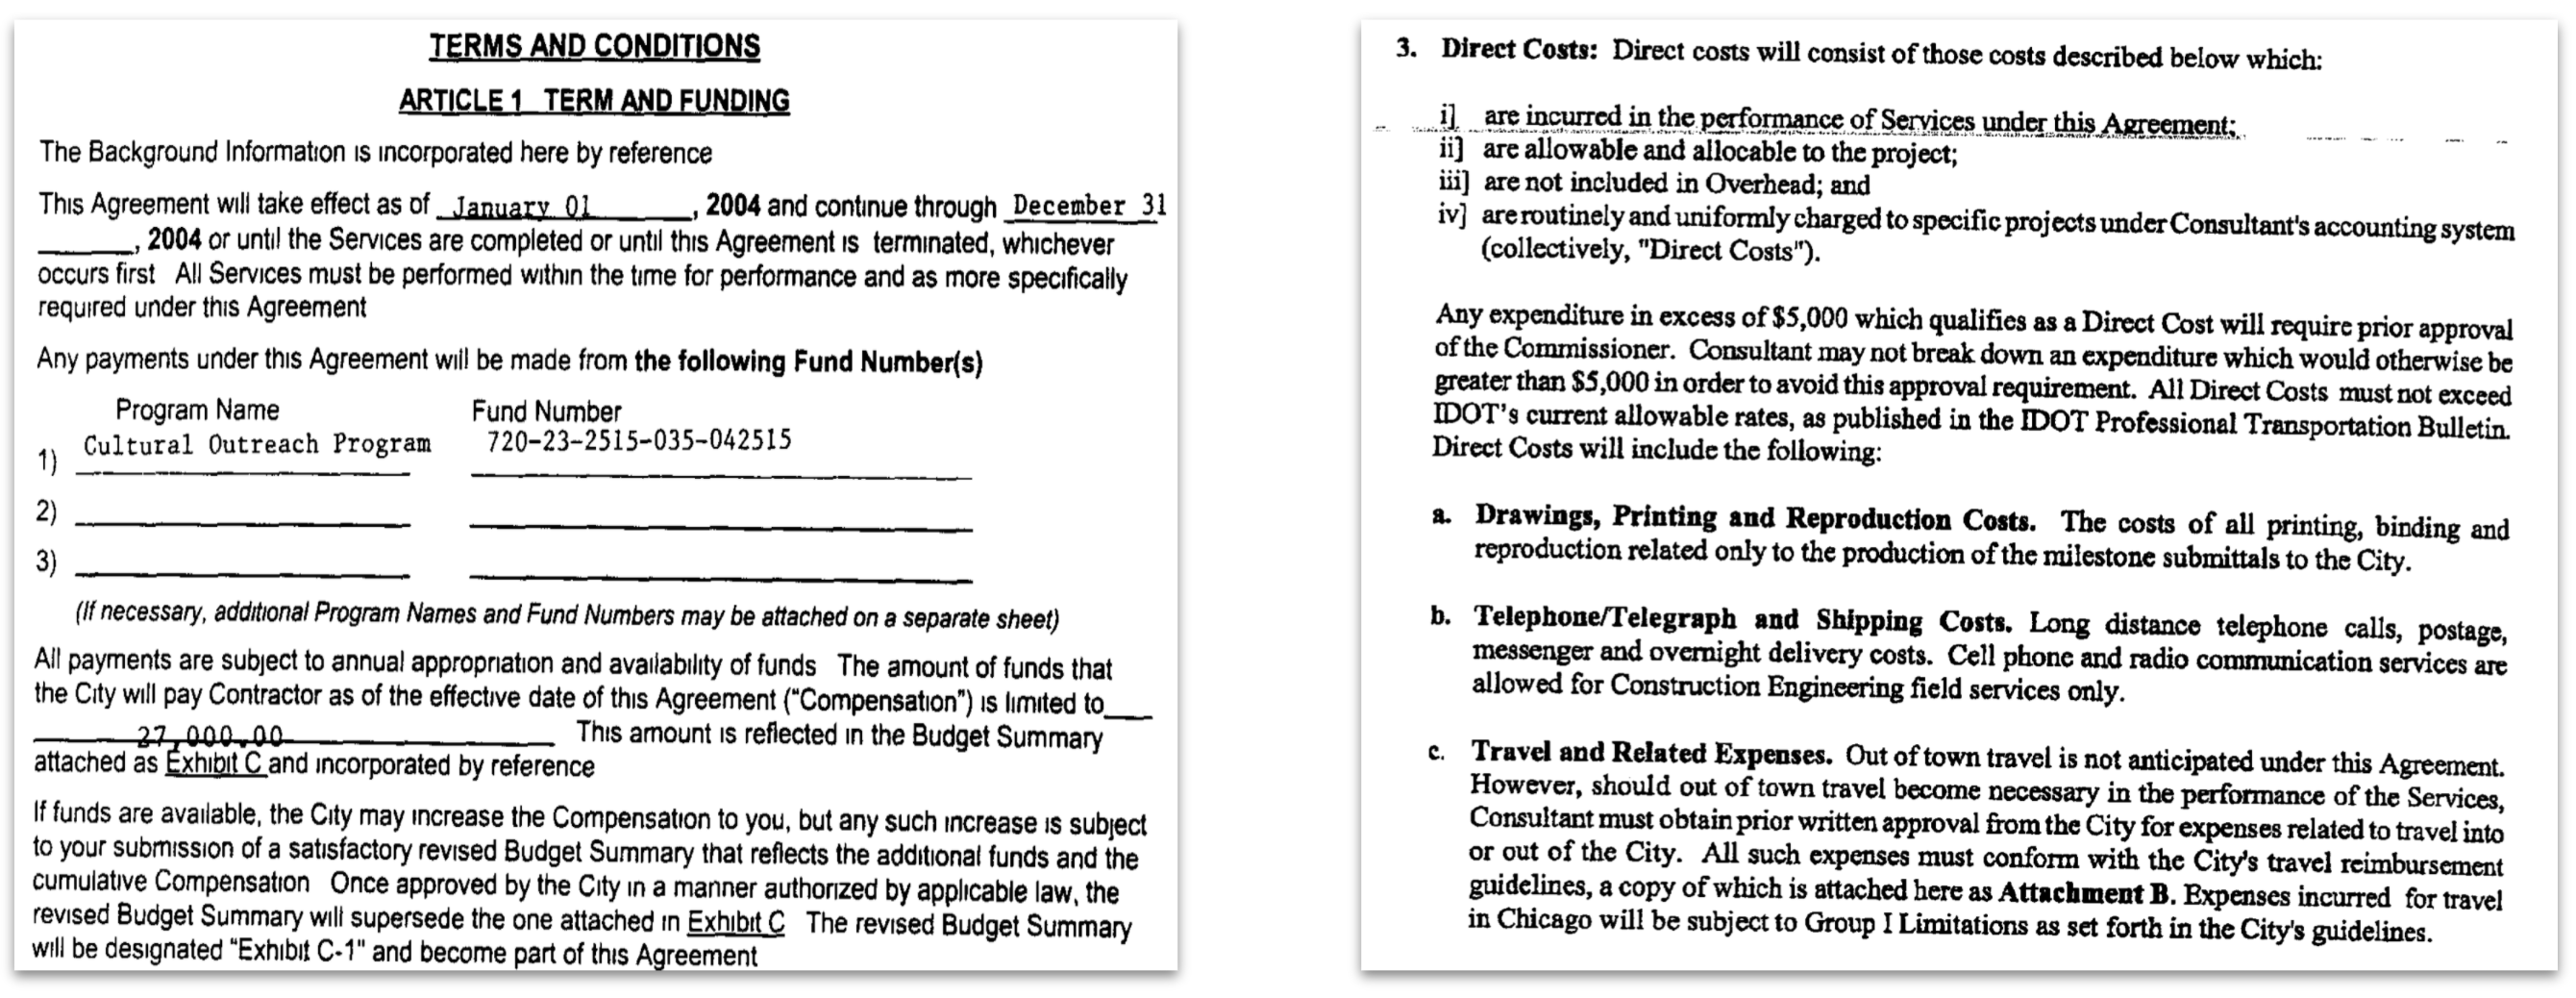 TERMS AND CONDITIONS
ARTICLE 1 TERM AND FUNDING
The Background Information is incorporated here by reference
This Agreement will take effect as of January 01, 2004 and continue through December 31
, 2004 or until the Services are completed or until this Agreement is terminated, whichever
occurs first All Services must be performed within the time for performance and as more specifically
required under this Agreement
Any payments under this Agreement will be made from the following Fund Number(s)
Program Name Fund Number
1) Cultural Outreach Program 720-23-2515-035-042515
2)
3)
(If necessary, additional Program Names and Fund Numbers may be attached on a separate sheet)
All payments are subject to annual appropriation and availability of funds The amount of funds that
the City will pay Contractor as of the effective date of this Agreement (“Compensation”) is limited to
27,000.00 This amount is reflected in the Budget Summary
attached as Exhibit C and incorporated by reference
If funds are available, the City may increase the Compensation to you, but any such increase is subject
to your submission of a satisfactory revised Budget Summary that reflects the additional funds and the
cumulative Compensation Once approved by the City in a manner authorized by applicable law, the
revised Budget Summary will supersede the one attached in Exhibit C The revised Budget Summary
will be designated “Exhibit C-1" and become part of this Agreement
3. Direct Costs: Direct costs will consist of those costs described below which:
i] are incurred in the performance of Services under this Agreement;
ii] are allowable and allocable to the project;
iii] are not included in Overhead; and
iv] are routinely and uniformly charged to specific projects under Consultant's accounting system
(collectively, "Direct Costs").
Any expenditure in excess of $5,000 which qualifies as a Direct Cost will require prior approval
of the Commissioner. Consultant may not break down an expenditure which would otherwise be
greater than $5,000 in order to avoid this approval requirement. All Direct Costs must not exceed
IDOT's current allowable rates, as published in the IDOT Professional Transportation Bulletin.
Direct Costs will include the following:
a. Drawings, Printing and Reproduction Costs. The costs of all printing, binding and
reproduction related only to the production of the milestone submittals to the City.
b. Telephone/Telegraph and Shipping Costs. Long distance telephone calls, postage,
messenger and overnight delivery costs. Cell phone and radio communication services are
allowed for Construction Engineering field services only.
c. Travel and Related Expenses. Out of town travel is not anticipated under this Agreement.
However, should out of town travel become necessary in the performance of the Services,
Consultant must obtain prior written approval from the City for expenses related to travel into
or out of the City. All such expenses must conform with the City's travel reimbursement
guidelines, a copy of which is attached here as Attachment B. Expenses incurred for travel
in Chicago will be subject to Group I Limitations as set forth in the City's guidelines.